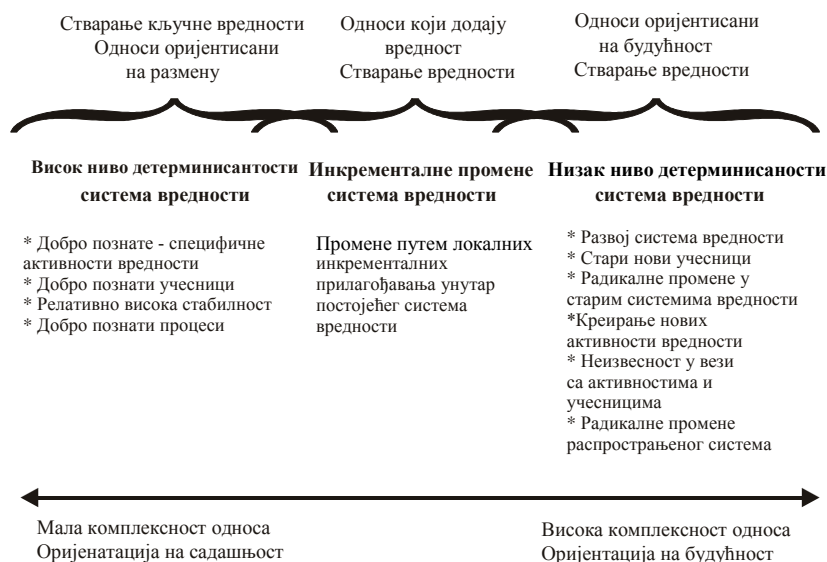 Стварање кључне вредности
Односи оријентисани
на размену
Односи који додају
вредност
Стварање вредности
Односи оријентисани
на будућност
Стварање вредности
Висок ниво детерминисантости
система вредности
* Добро познате - специфичне
активности вредности
* Добро познати учесници
* Релативно висока стабилност
* Добро познати процеси
Инкременталне промене
система вредности
Промене путем локалних
инкременталних
прилагођавања унутар
постојећег система
вредности
Низак ниво детерминисаности
система вредности
* Развој система вредности
* Стари нови учесници
* Радикалне промене у
старим системима вредности
*Креирање нових
активности вредности
* Неизвесност у вези
са активностима и
учесницима
* Радикалне промене
распрострањеног система
Мала комплексност односа
Оријенатација на садашњост
Висока комплексност односа
Оријентација на будућност